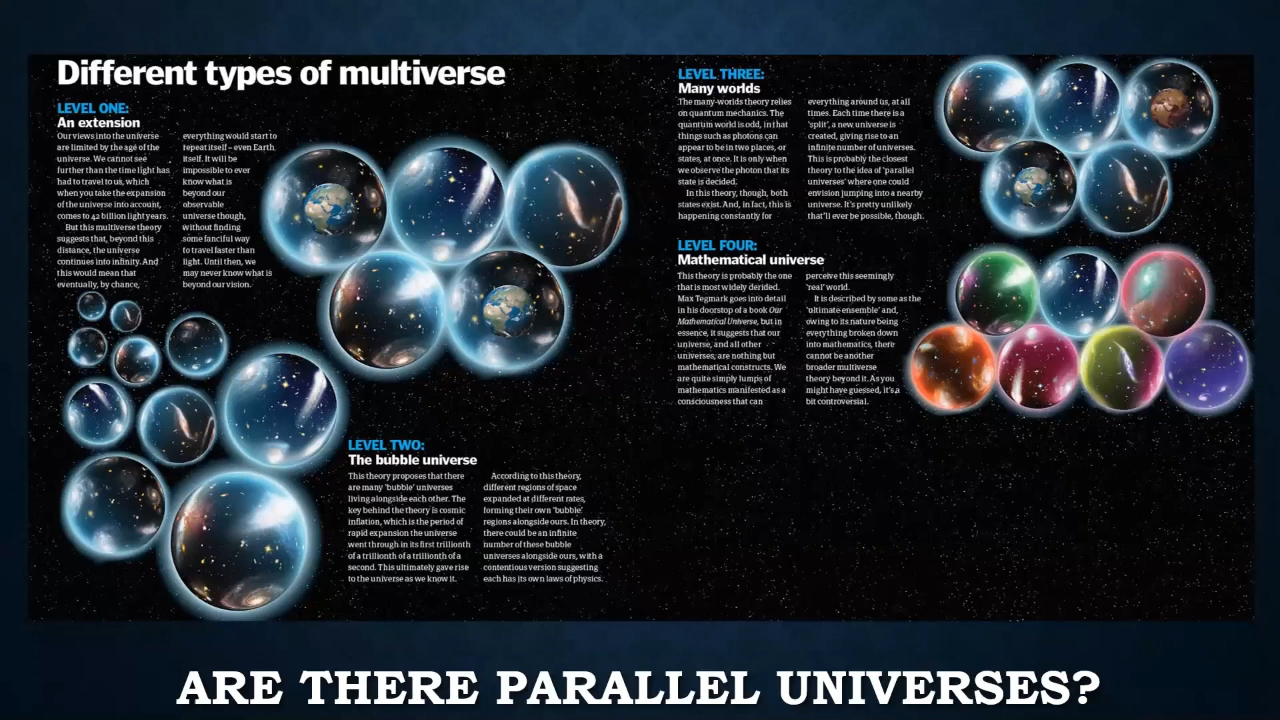 Different types of multiverse
LEVEL ONE:
An extension
Our views into the universe
are limited by the age of the
universe. We cannot see
further than the time light has
had to travel to us, which
when you take the expansion
of the universe into account,
comes to 42 billion light years.
But this multiverse theory
suggests that, beyond this
distance, the universe
continues into infinity. And
this would mean that
eventually, by chance,
everything would start to
repeat itself – even Earth
itself. It will be
impossible to ever
know what is
beyond our
observable
universe though,
without finding
some fanciful way
to travel faster than
light. Until then, we
may never know what is
beyond our vision.
LEVEL TWO:
The bubble universe
This theory proposes that there
are many 'bubble' universes
living alongside each other. The
key behind the theory is cosmic
inflation, which is the period of
rapid expansion the universe
went through in its first trillionth
of a trillionth of a trillionth of a
second. This ultimately gave rise
to the universe as we know it.
According to this theory,
different regions of space
expanded at different rates,
forming their own 'bubble'
regions alongside ours. In theory,
there could be an infinite
number of these bubble
universes alongside ours, with a
contentious version suggesting
each has its own laws of physics.
LEVEL THREE:
Many worlds
The many-worlds theory relies
on quantum mechanics. The
quantum world is odd, in that
things such as photons can
appear to be in two places, or
states, at once. It is only when
we observe the photon that its
state is decided.
In this theory, though, both
states exist. And, in fact, this is
happening constantly for
everything around us, at all
times. Each time there is a
'split', a new universe is
created, giving rise to an
infinite number of universes.
This is probably the closest
theory to the idea of 'parallel
universes' where one could
envision jumping into a nearby
universe. It's pretty unlikely
that'll ever be possible, though.
LEVEL FOUR:
Mathematical universe
This theory is probably the one
that is most widely derided.
Max Tegmark goes into detail
in his doorstop of a book Our
Mathematical Universe, but in
essence, it suggests that our
universe, and all other
universes, are nothing but
mathematical constructs. We
are quite simply lumps of
mathematics manifested as a
consciousness that can
perceive this seemingly
'real' world.
It is described by some as the
'ultimate ensemble' and,
owing to its nature being
everything broken down
into mathematics, there
cannot be another
broader multiverse
theory beyond it. As you
might have guessed, it's a
bit controversial.
ARE THERE PARALLEL UNIVERSES?